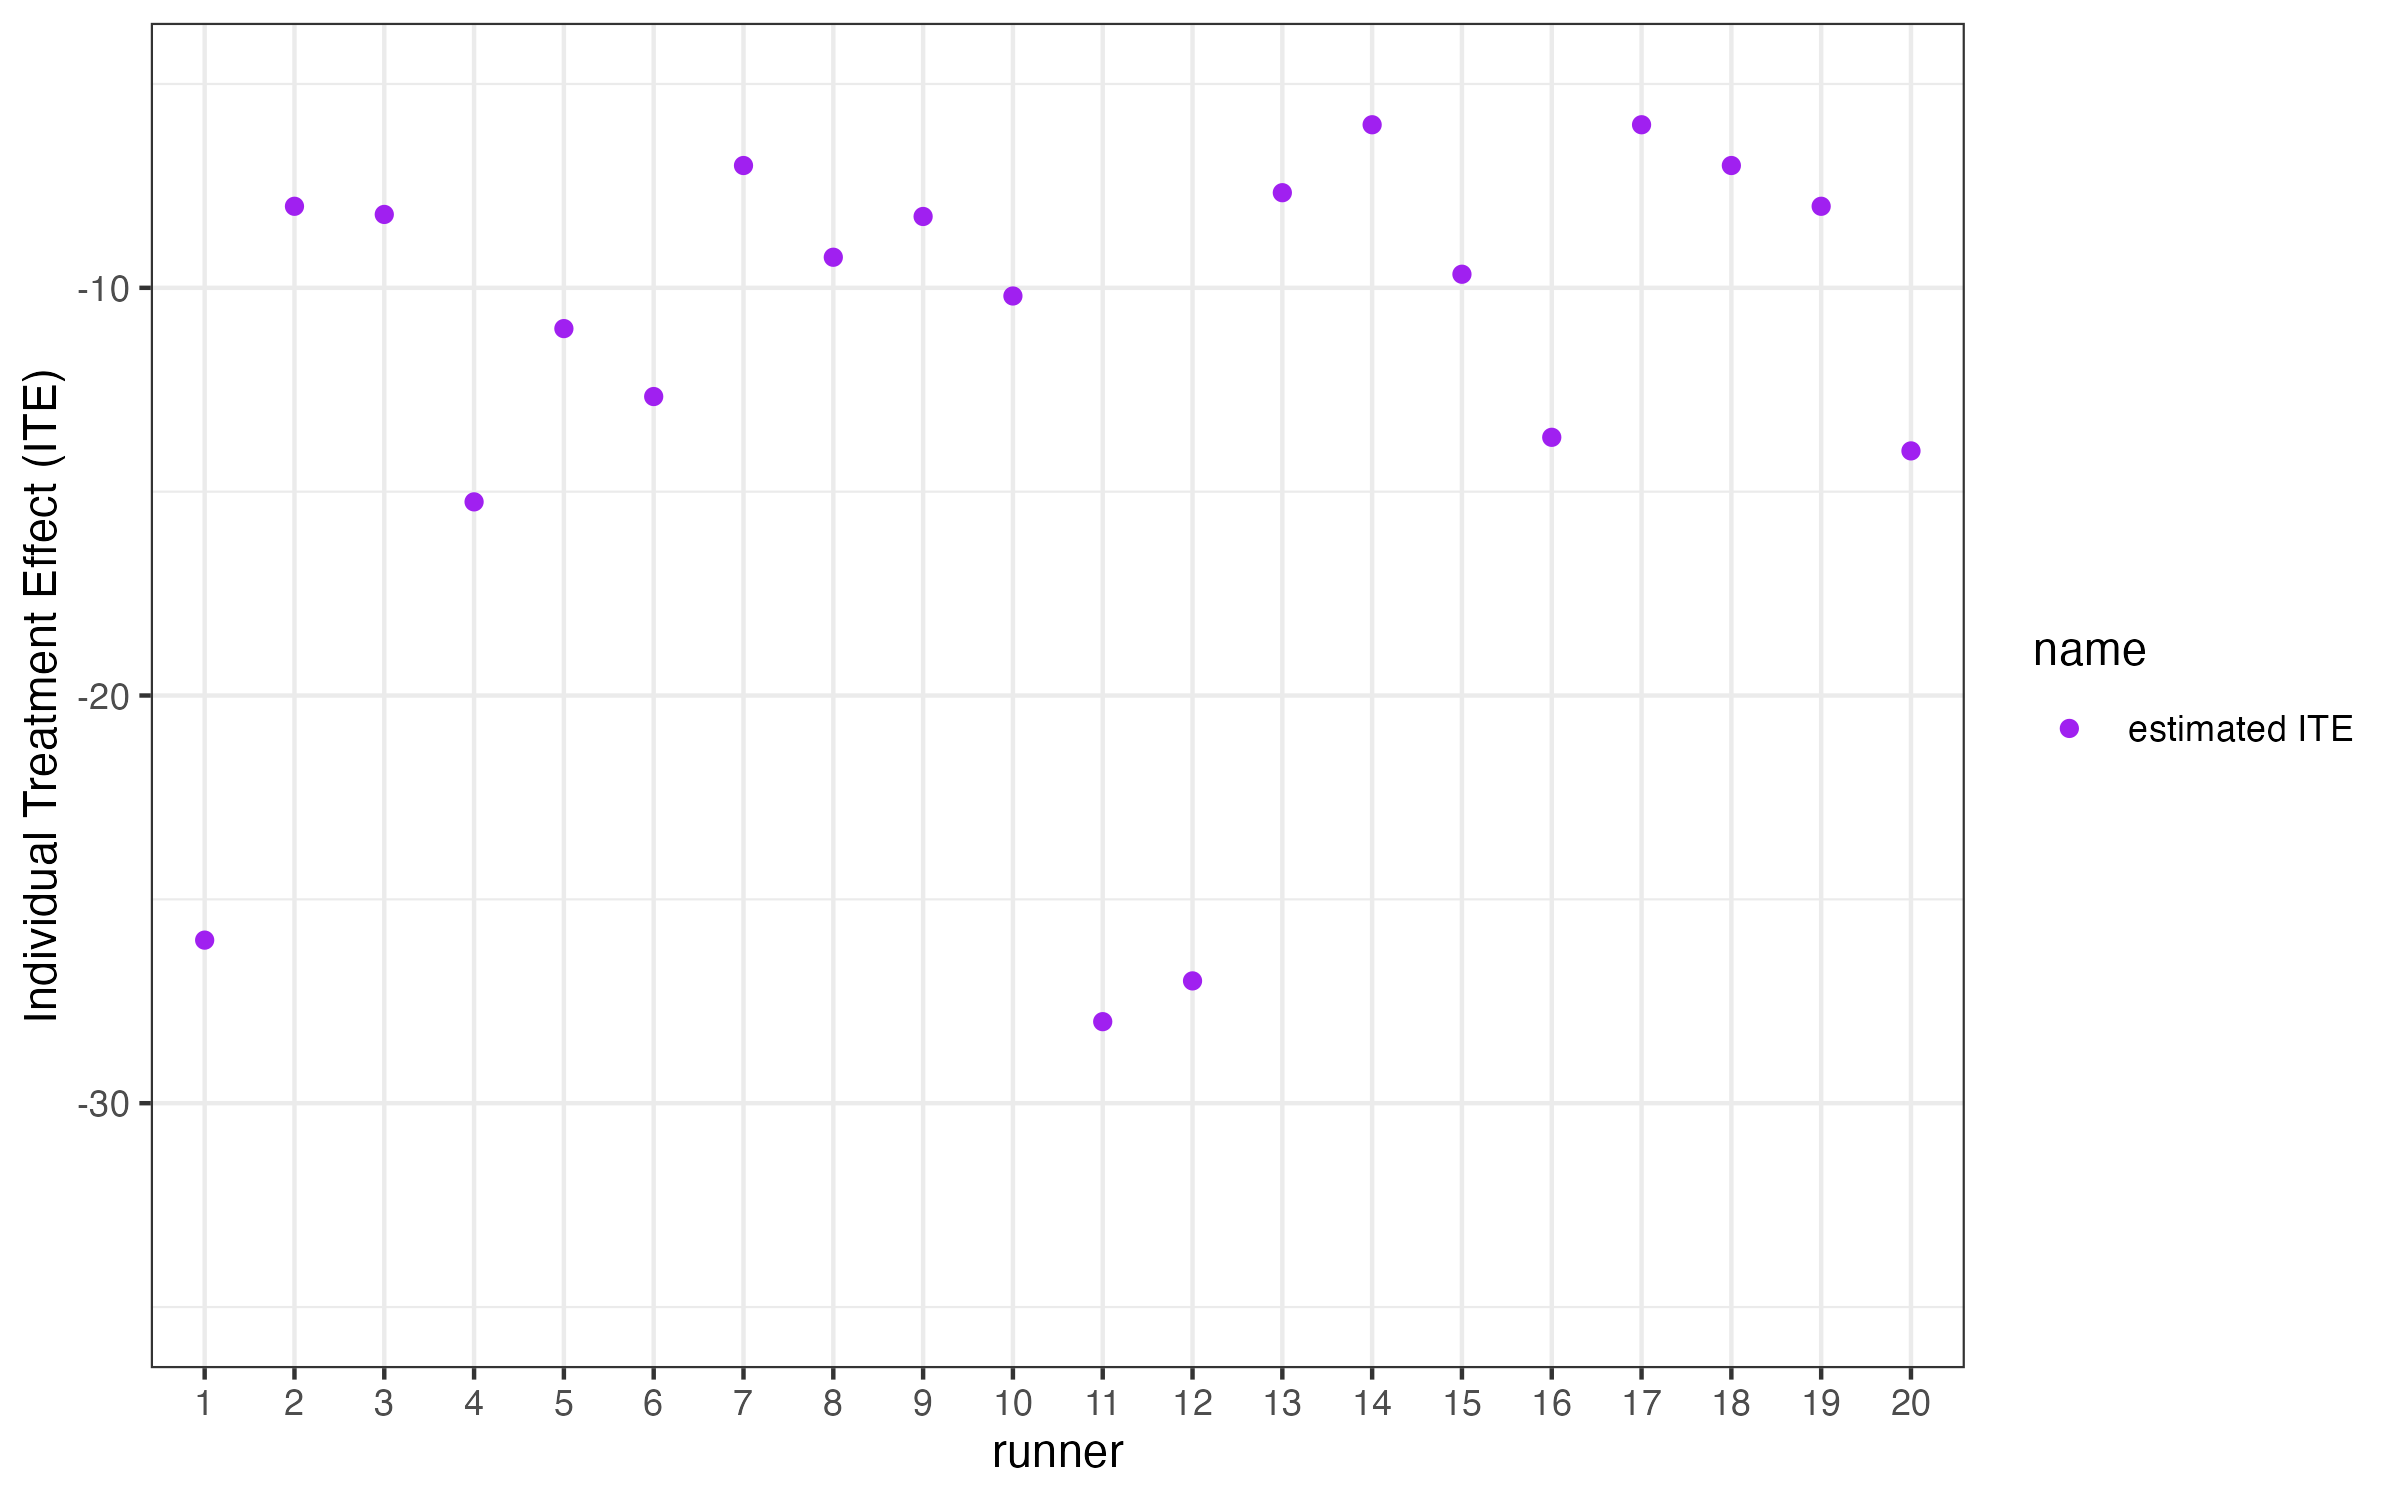 Individual Treatment Effect (ITE)
-10
-20
-30
1 2 3 4 5 6 7 8 9 10 11 12 13 14 15 16 17 18 19 20
runner
name
estimated ITE